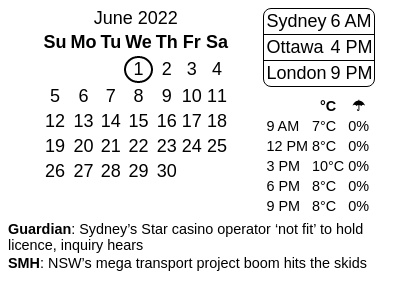 June 2022
Su Mo Tu We Th Fr Sa
1 2 3 4
5 6 7 8 9 10 11
12 13 14 15 16 17 18
19 20 21 22 23 24 25
26 27 28 29 30
Sydney 6 AM
Ottawa 4 PM
London 9 PM
°C ☂
9 AM 7°C 0%
12 PM 8°C 0%
3 PM 10°C 0%
6 PM 8°C 0%
9 PM 8°C 0%
Guardian: Sydney’s Star casino operator ‘not fit’ to hold
licence, inquiry hears
SMH: NSW’s mega transport project boom hits the skids